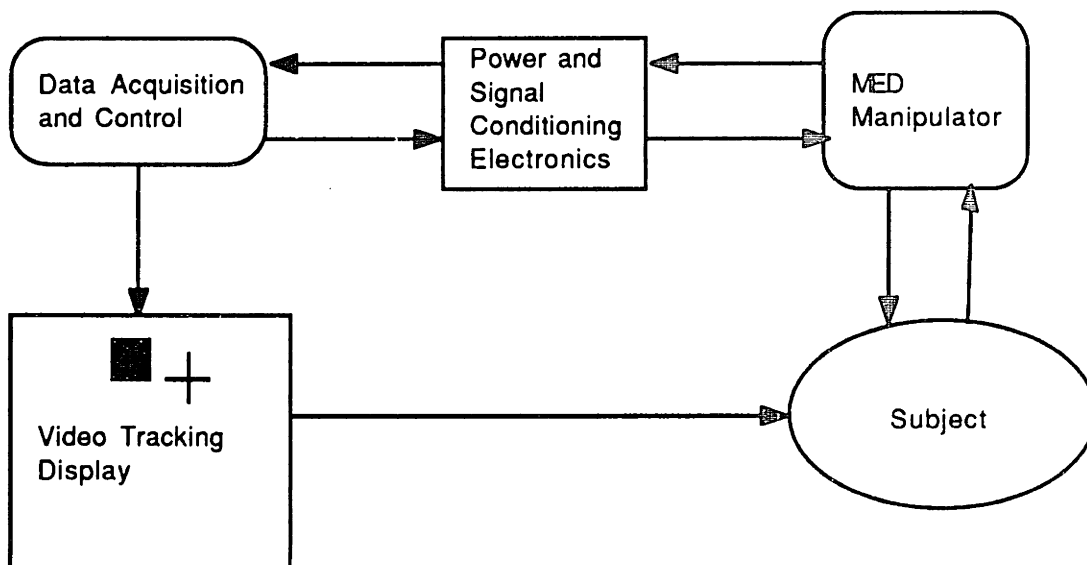 Data Acquisition
and Control
Power and
Signal
Conditioning
Electronics
MED
Manipulator
Video Tracking
Display
Subject